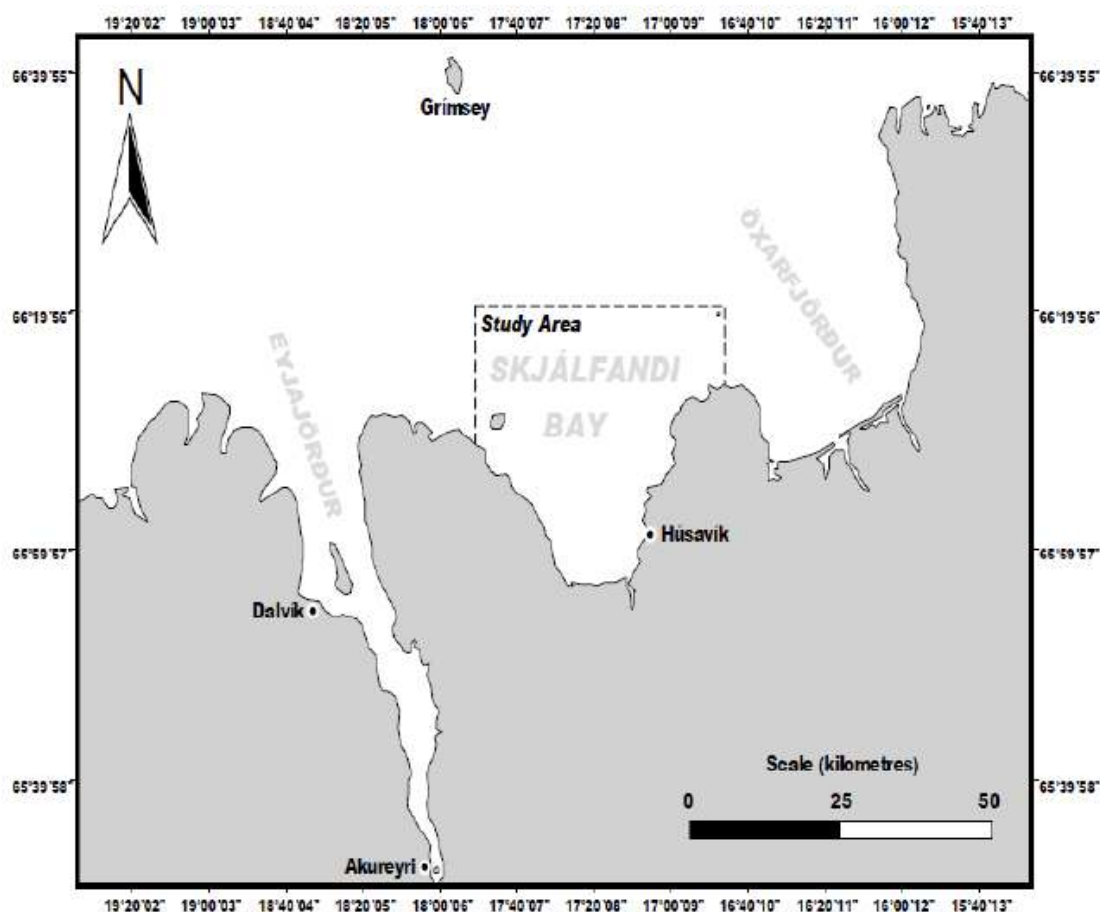 19˚20˝02" 19˚00˝03" 18˚40˝04" 18˚20˝05" 18˚00˝06" 17˚40˝07" 17˚20˝08" 17˚00˝09" 16˚40˝10" 16˚20˝11" 16˚00˝12" 15˚40˝13"
66˚39˝55" 66˚39˝55"
N
Grímsey
ÖXARFJÖRÐUR
66˚19˝56" 66˚19˝56"
Study Area
EYJAJÖRÐUR
SKJÁLFANDI
BAY
Húsavík
65˚59˝57" 65˚59˝57"
Dalvík
Scale (kilometres)
65˚39˝58" 65˚39˝58"
0 25 50
Akureyri
19˚20˝02" 19˚00˝03" 18˚40˝04" 18˚20˝05" 18˚00˝06" 17˚40˝07" 17˚20˝08" 17˚00˝09" 16˚40˝10" 16˚20˝11" 16˚00˝12" 15˚40˝13"